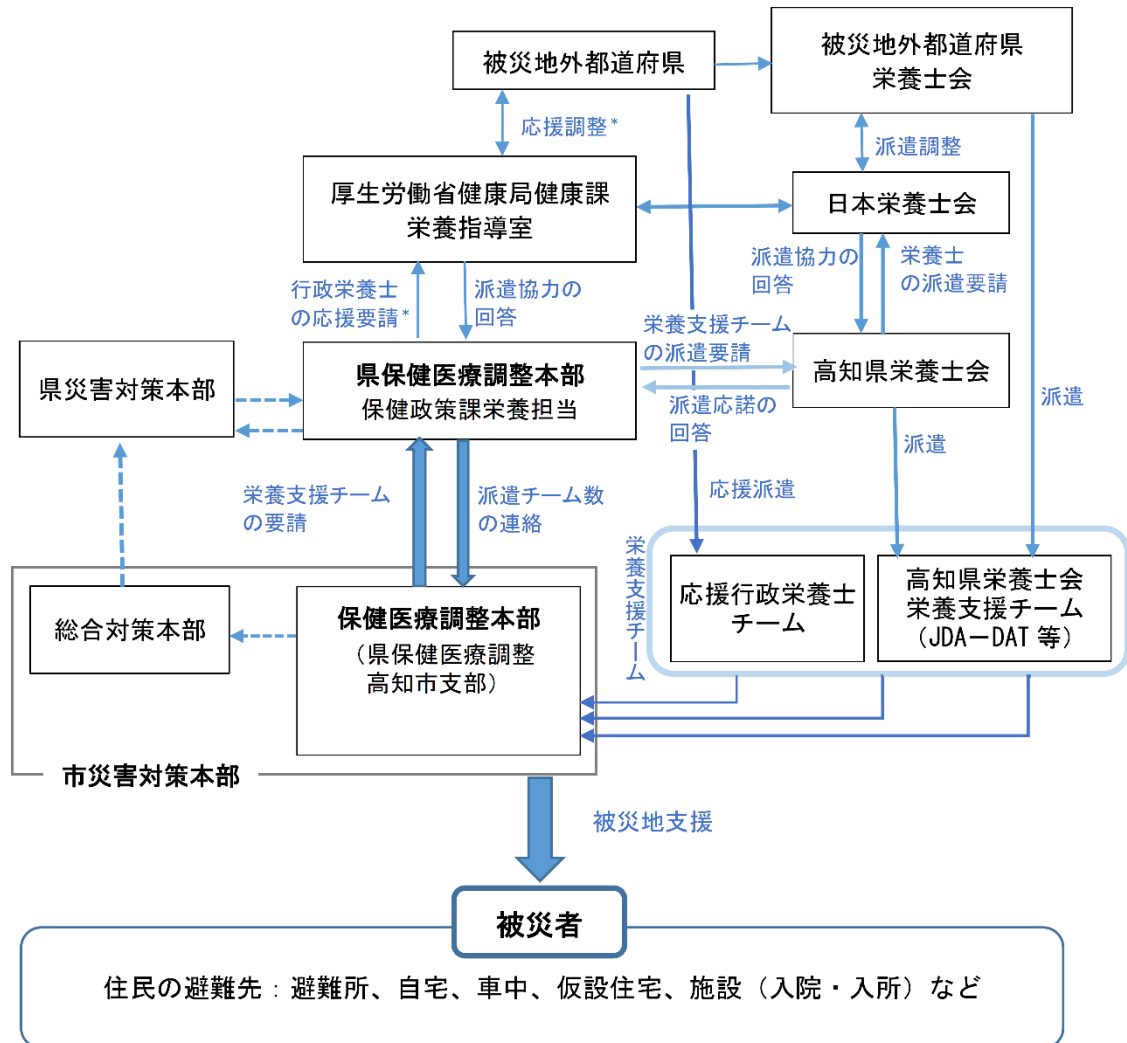 被災地外都道府県
被災地外都道府県
栄養士会
応援調整*
派遣調整
厚生労働省健康局健康課
栄養指導室
日本栄養士会
行政栄養士
の応援要請*
派遣協力の
回答
派遣協力の
回答
栄養士
の派遣要請
栄養支援チーム
の派遣要請
県災害対策本部
県保健医療調整本部
保健政策課栄養担当
高知県栄養士会
派遣応諾の
回答
派遣
派遣
栄養支援チーム
の要請
派遣チーム数
の連絡
応援派遣
栄養支援チーム
総合対策本部
保健医療調整本部
（県保健医療調整
高知市支部）
応援行政栄養士
チーム
高知県栄養士会
栄養支援チーム
（JDA－DAT 等）
市災害対策本部
被災地支援
被災者
住民の避難先：避難所、自宅、車中、仮設住宅、施設（入院・入所）など